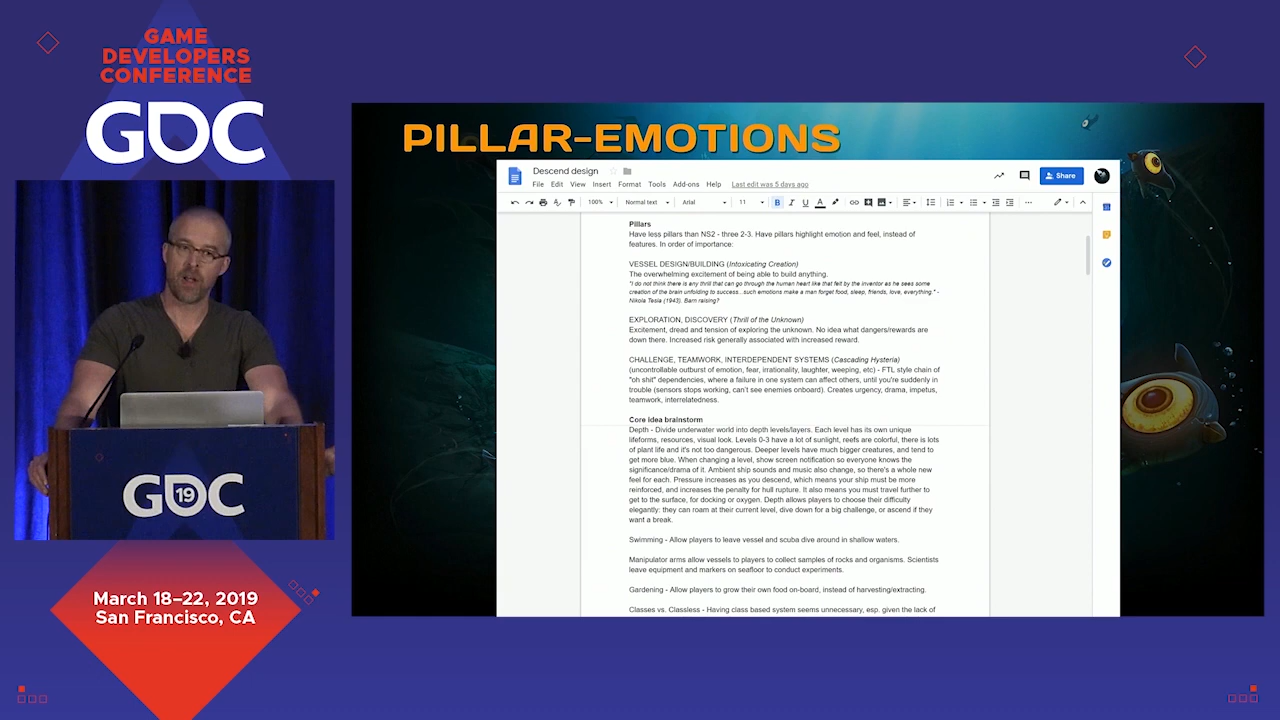 GAME
DEVELOPERS
CONFERENCE
GDC
GDC
19
March 18–22, 2019
San Francisco, CA
PILLAR-EMOTIONS
Descend design
File Edit View Insert Format Tools Add-ons Help Last edit was 5 days ago
Share
100% Normal text Arial 11 B I U A
Pillars
Have less pillars than NS2 - three 2-3. Have pillars highlight emotion and feel, instead of
features. In order of importance:
VESSEL DESIGN/BUILDING (Intoxicating Creation)
The overwhelming excitement of being able to build anything.
"I do not think there is any thrill that can go through the human heart like that felt by the inventor as he sees some
creation of the brain unfolding to success...such emotions make a man forget food, sleep, friends, love, everything." -
Nikola Tesla (1943). Barn raising?
EXPLORATION, DISCOVERY (Thrill of the Unknown)
Excitement, dread and tension of exploring the unknown. No idea what dangers/rewards are
down there. Increased risk generally associated with increased reward.
CHALLENGE, TEAMWORK, INTERDEPENDENT SYSTEMS (Cascading Hysteria)
(uncontrollable outburst of emotion, fear, irrationality, laughter, weeping, etc) - FTL style chain of
"oh shit" dependencies, where a failure in one system can affect others, until you're suddenly in
trouble (sensors stops working, can't see enemies onboard). Creates urgency, drama, impetus,
teamwork, interrelatedness.
Core idea brainstorm
Depth - Divide underwater world into depth levels/layers. Each level has its own unique
lifeforms, resources, visual look. Levels 0-3 have a lot of sunlight, reefs are colorful, there is lots
of plant life and it's not too dangerous. Deeper levels have much bigger creatures, and tend to
get more blue. When changing a level, show screen notification so everyone knows the
significance/drama of it. Ambient ship sounds and music also change, so there's a whole new
feel for each. Pressure increases as you descend, which means your ship must be more
reinforced, and increases the penalty for hull rupture. It also means you must travel further to
get to the surface, for docking or oxygen. Depth allows players to choose their difficulty
elegantly: they can roam at their current level, dive down for a big challenge, or ascend if they
want a break.
Swimming - Allow players to leave vessel and scuba dive around in shallow waters.
Manipulator arms allow vessels to players to collect samples of rocks and organisms. Scientists
leave equipment and markers on seafloor to conduct experiments.
Gardening - Allow players to grow their own food on-board, instead of harvesting/extracting.
Classes vs. Classless - Having class based system seems unnecessary, esp. given the lack of